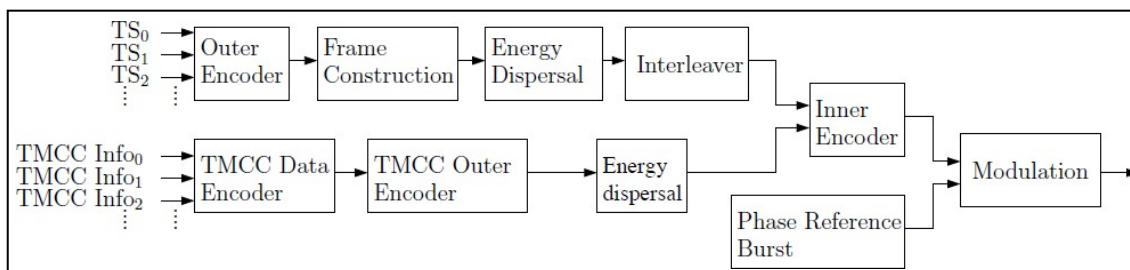 TS0
TS1
TS2
Outer
Encoder
Frame
Construction
Energy
Dispersal
Interleaver
Inner
Encoder
TMCC Info0
TMCC Info1
TMCC Info2
TMCC Data
Encoder
TMCC Outer
Encoder
Energy
dispersal
Phase Reference
Burst
Modulation